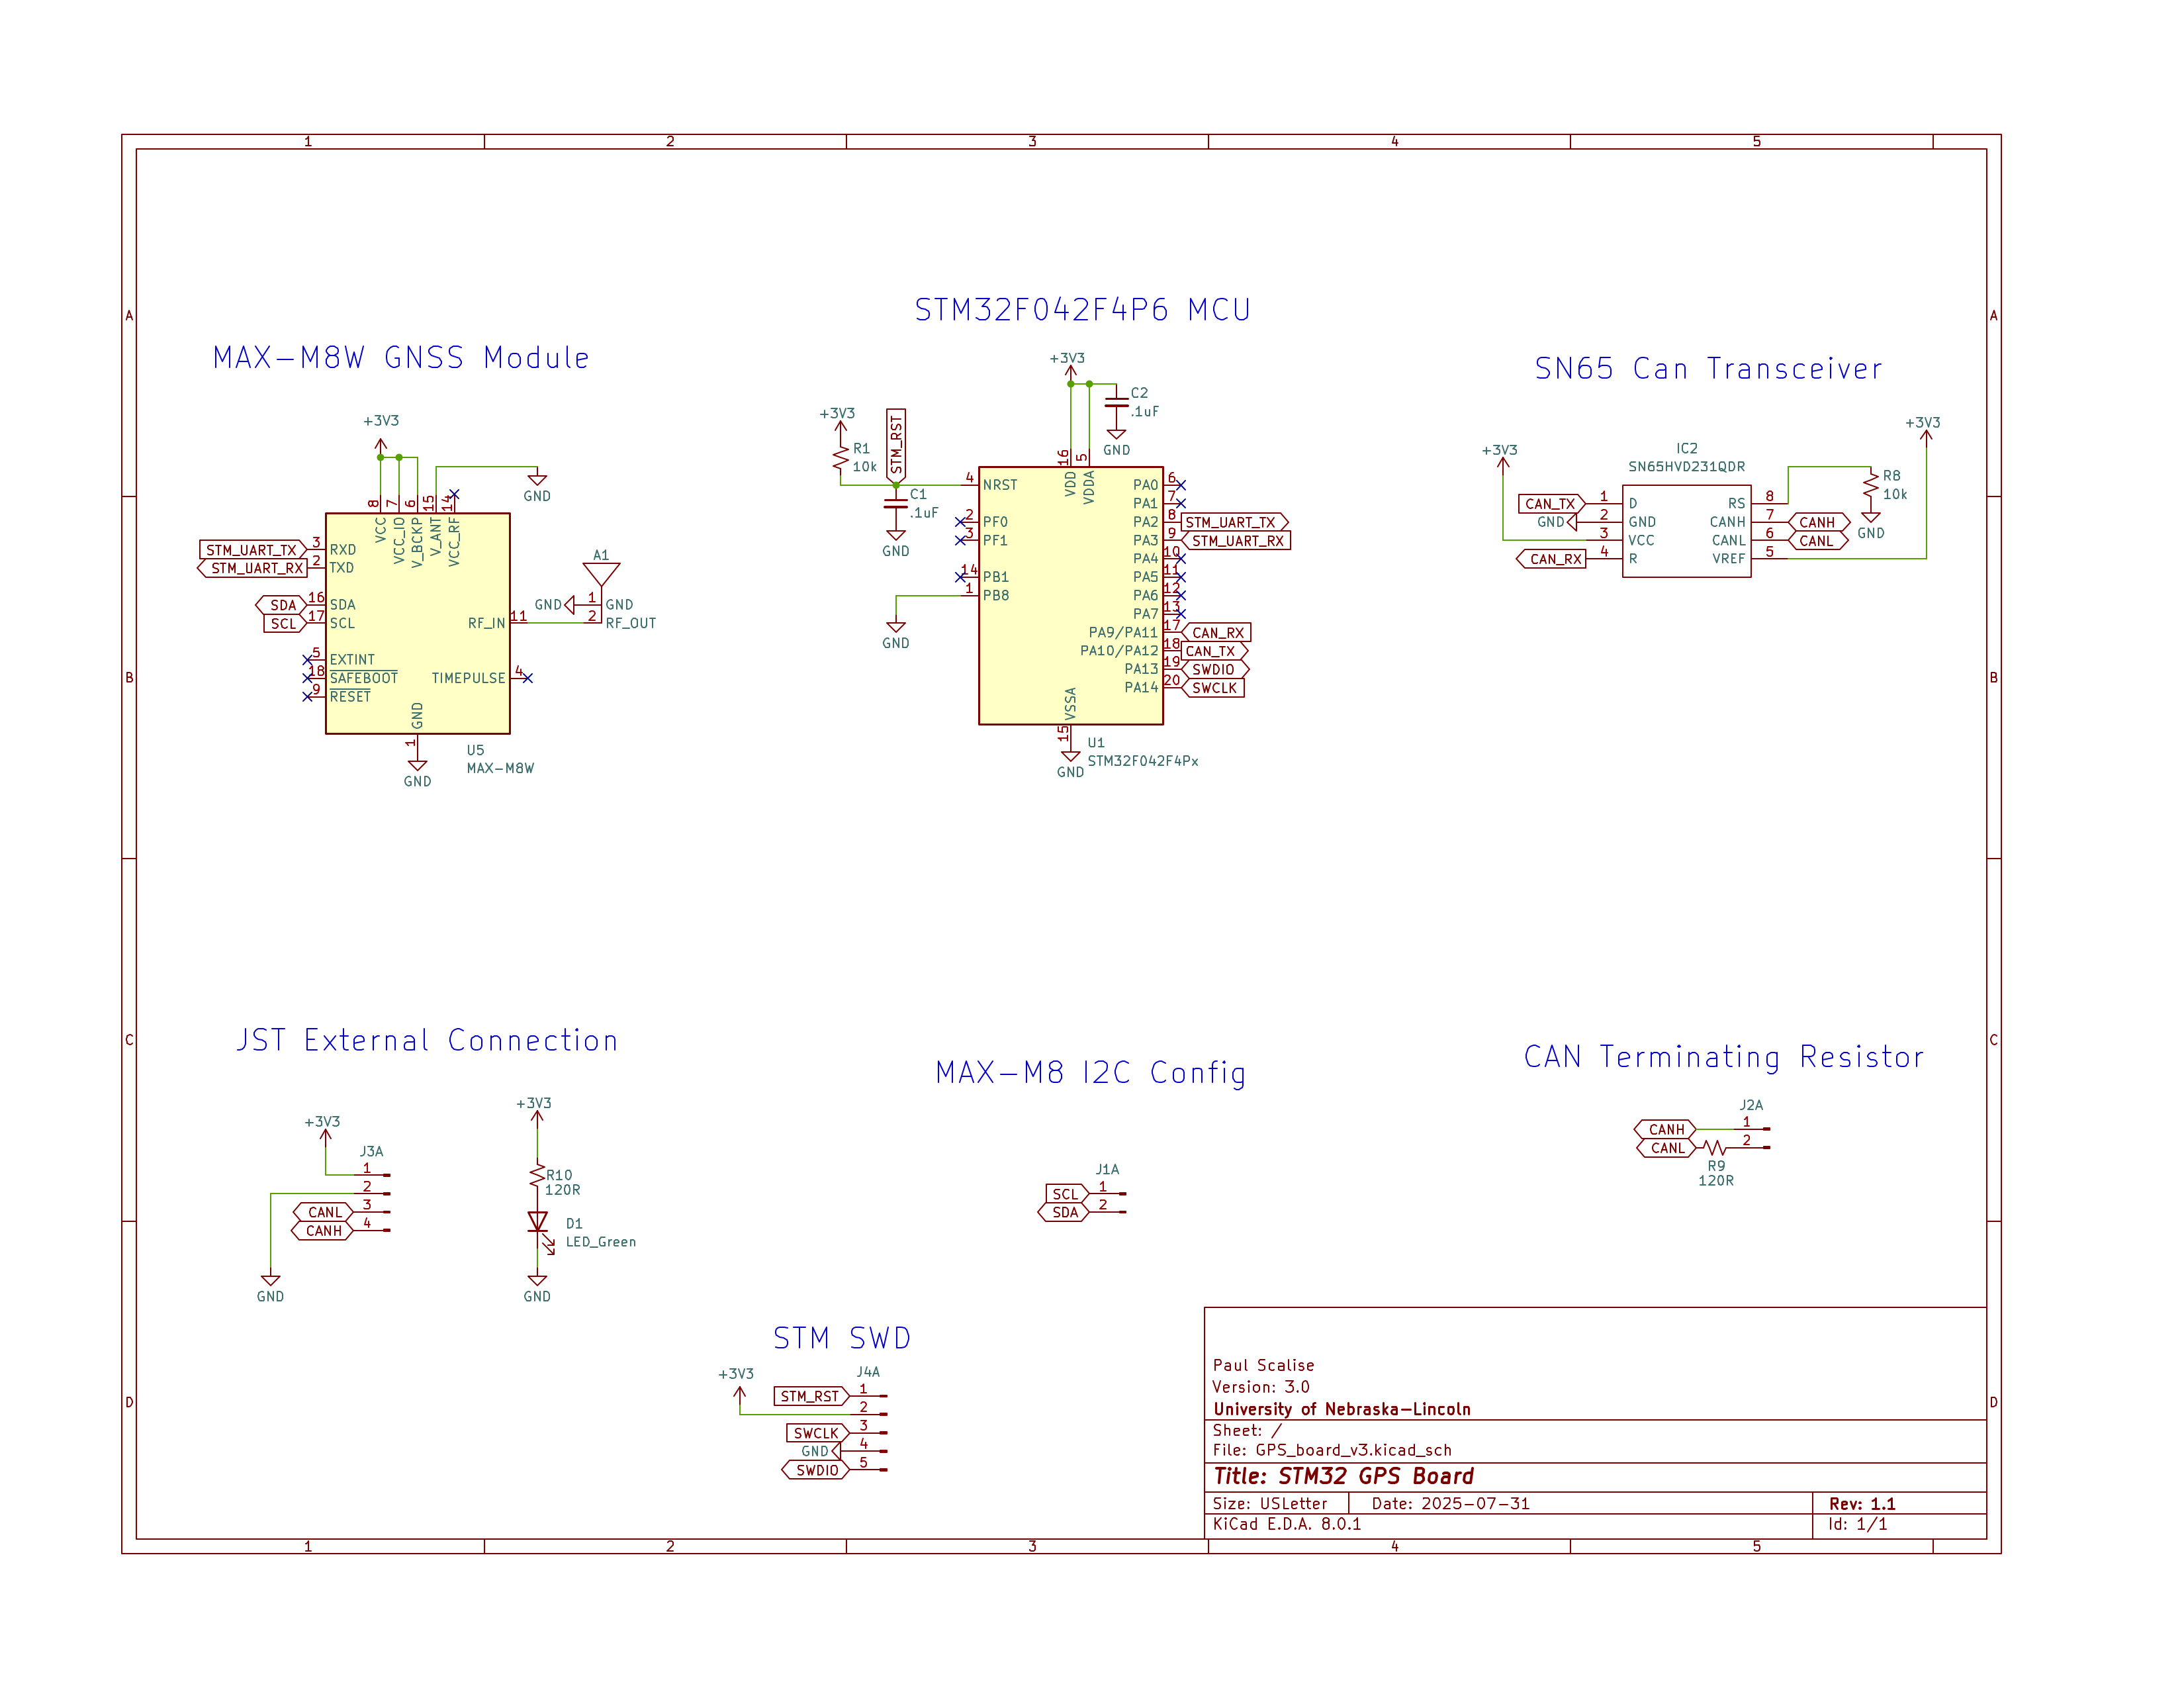 1 2 3 4 5
A A
B B
C C
D D
1 2 3 4 5
MAX-M8W GNSS Module
+3V3
GND
8 7 6 15 14
VCC VCC_IO V_BCKP V_ANT VCC_RF
STM_UART_TX 3 RXD
STM_UART_RX 2 TXD
SDA 16 SDA
SCL 17 SCL
5 EXTINT
18 SAFEBOOT
9 RESET
RF_IN 11
TIMEPULSE 4
GND
1
GND
U5
MAX-M8W
A1
GND 1 GND
2 RF_OUT
STM32F042F4P6 MCU
+3V3
C2
.1uF
GND
+3V3
R1
10k
STM_RST
C1
.1uF
GND
16 5
VDD VDDA
4 NRST
2 PF0
3 PF1
14 PB1
1 PB8
GND
PA0 6
PA1 7
PA2 8 STM_UART_TX
PA3 9 STM_UART_RX
PA4 10
PA5 11
PA6 12
PA7 13
PA9/PA11 17 CAN_RX
PA10/PA12 18 CAN_TX
PA13 19 SWDIO
PA14 20 SWCLK
VSSA
15
GND
U1
STM32F042F4Px
SN65 Can Transceiver
+3V3
+3V3
IC2
SN65HVD231QDR
CAN_TX 1 D
GND 2 GND
3 VCC
CAN_RX 4 R
RS 8
CANH 7 CANH
CANL 6 CANL
VREF 5
R8
10k
GND
JST External Connection
+3V3
J3A
1
2
CANL 3
CANH 4
GND
+3V3
R10
120R
D1
LED_Green
GND
MAX-M8 I2C Config
J1A
SCL 1
SDA 2
CAN Terminating Resistor
J2A
CANH 1
CANL 2
R9
120R
STM SWD
+3V3
J4A
STM_RST 1
2
SWCLK 3
GND 4
SWDIO 5
Paul Scalise
Version: 3.0
University of Nebraska-Lincoln
Sheet: /
File: GPS_board_v3.kicad_sch
Title: STM32 GPS Board
Size: USLetter Date: 2025-07-31 Rev: 1.1
KiCad E.D.A. 8.0.1 Id: 1/1